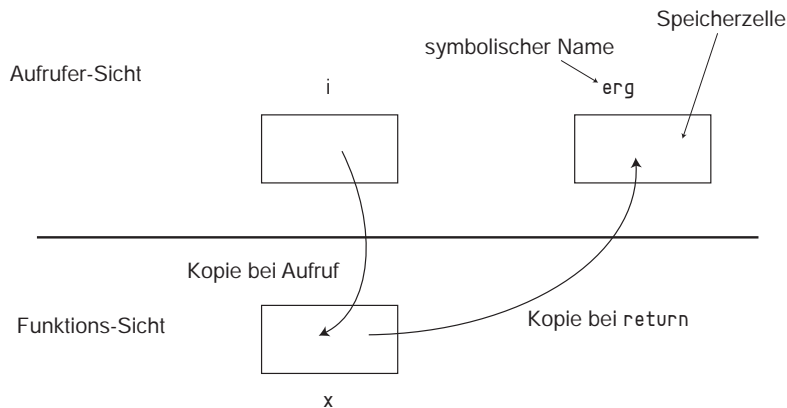 Speicherzelle
symbolischer Name
Aufrufer-Sicht
i
erg
Kopie bei Aufruf
Funktions-Sicht
Kopie bei return
x